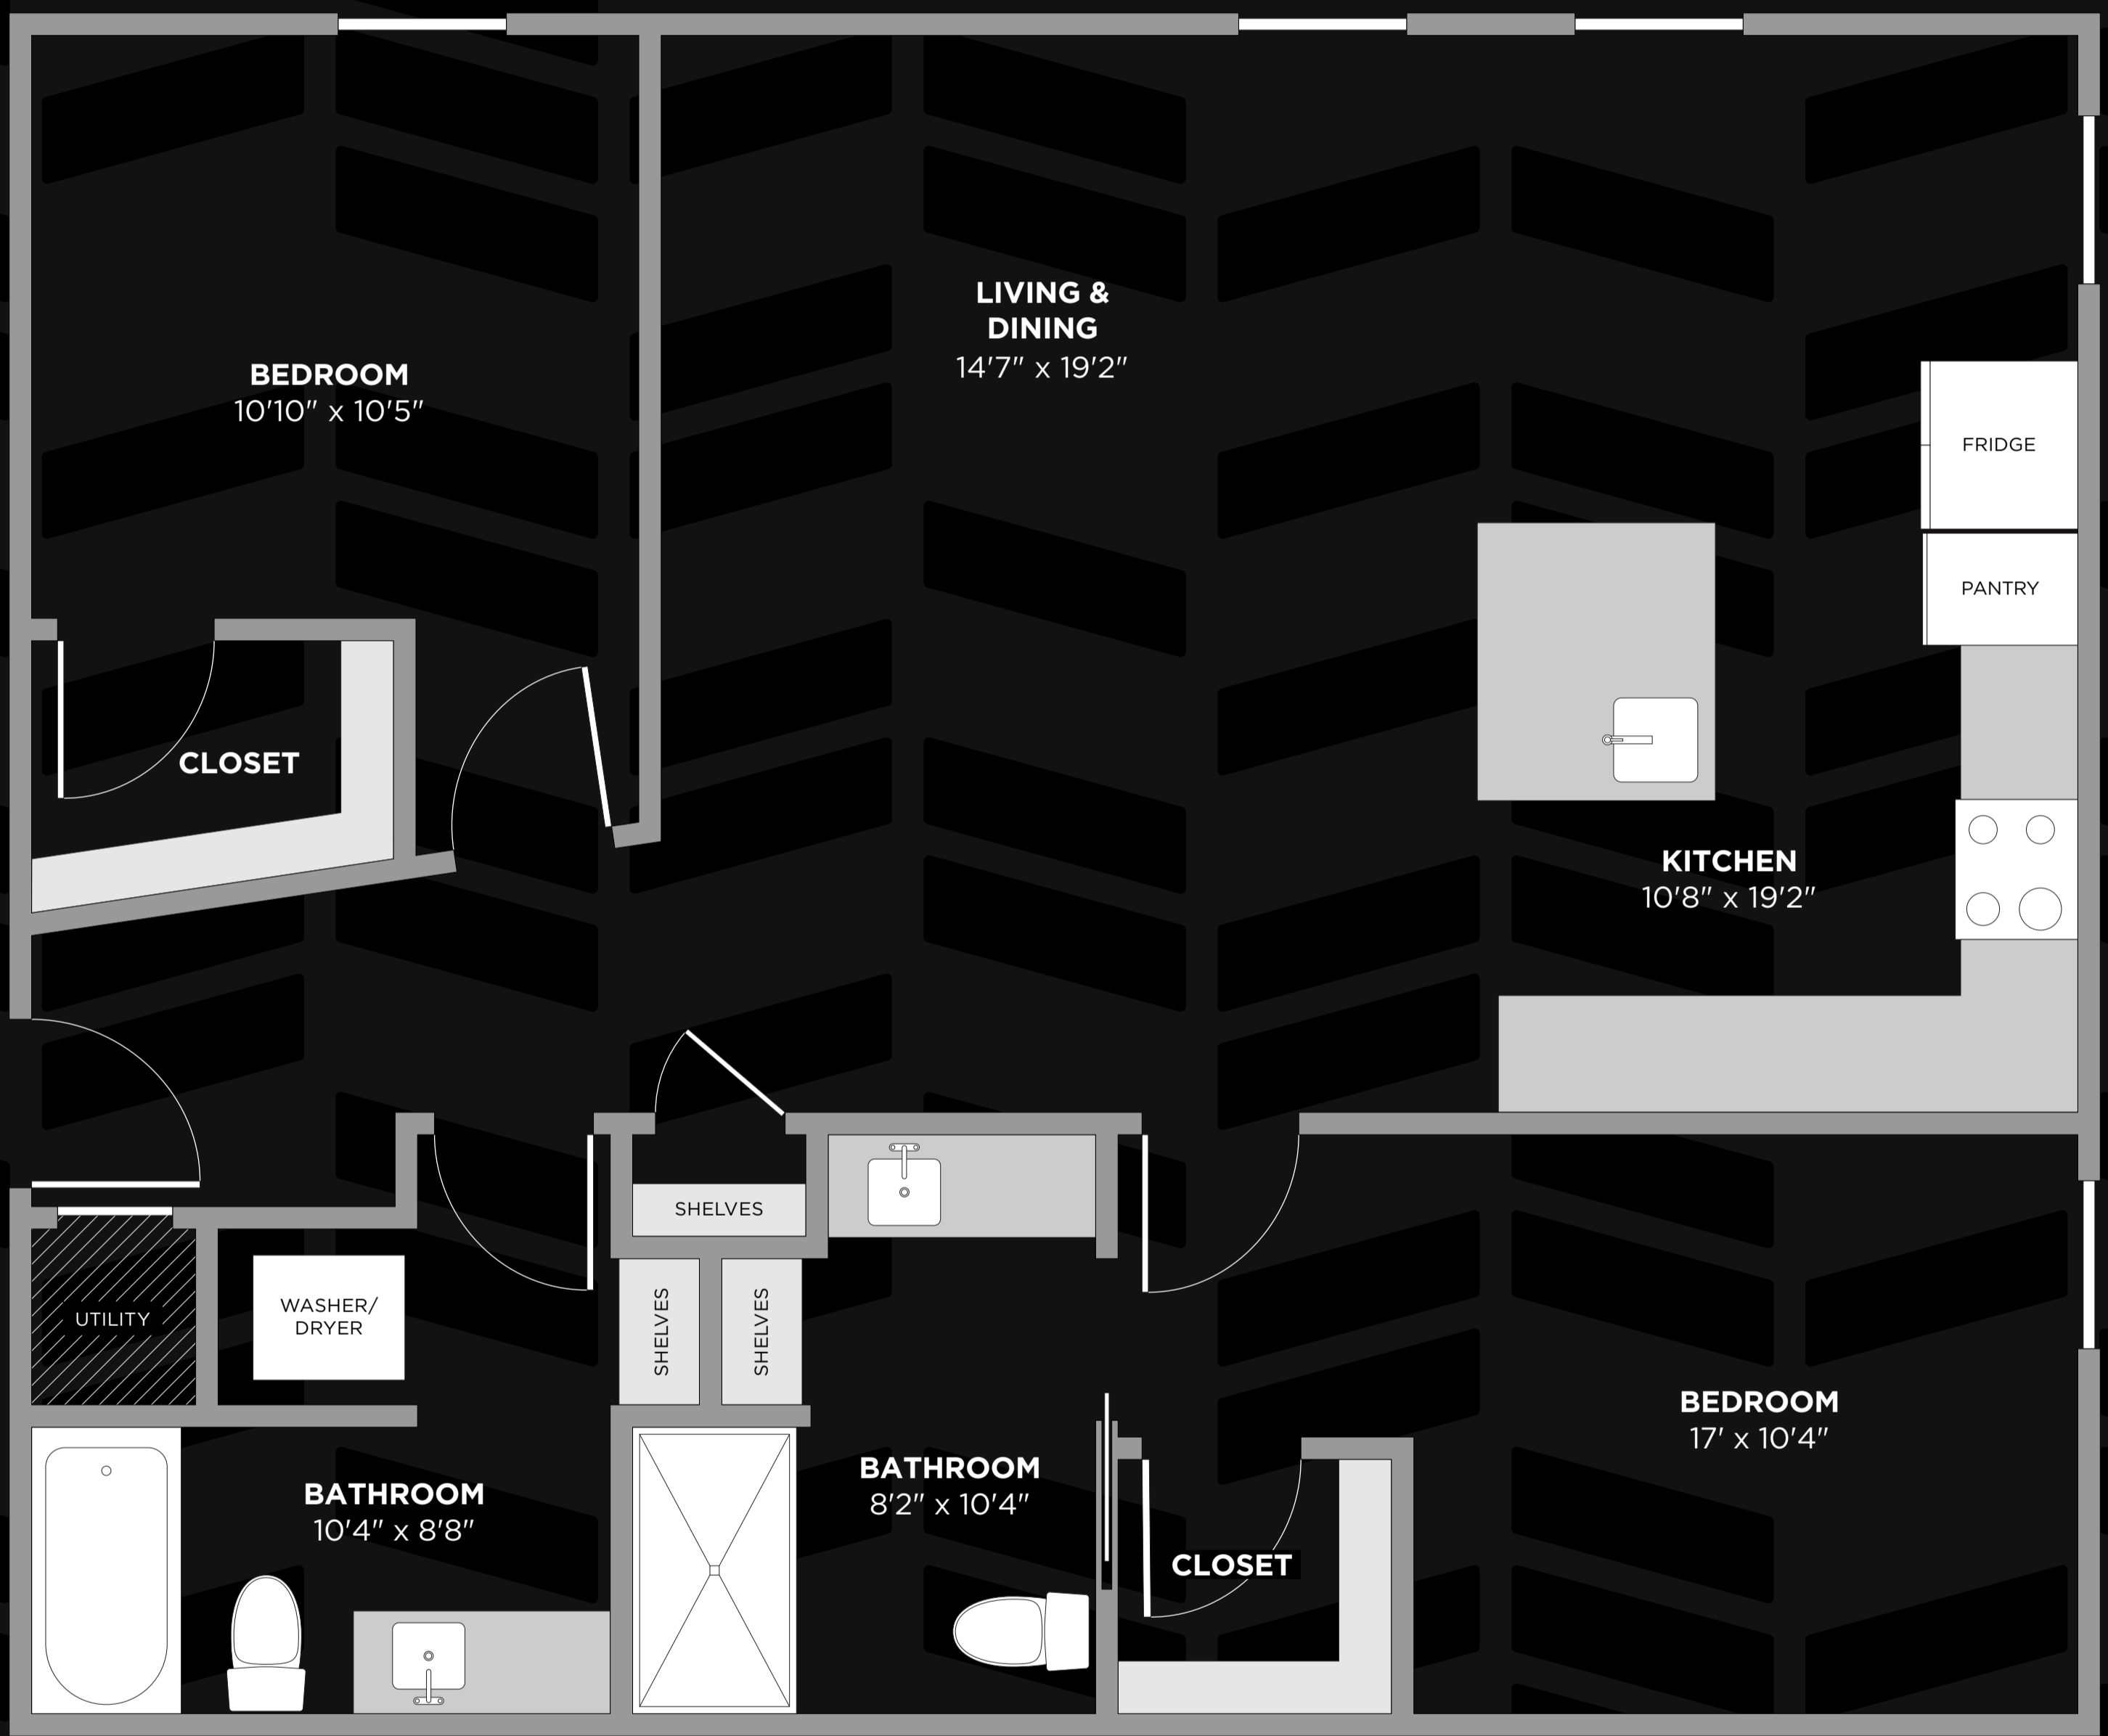 LIVING &
DINING
14'7" x 19'2"
BEDROOM
10'10" x 10'5"
FRIDGE
PANTRY
CLOSET
KITCHEN
10'8" x 19'2"
SHELVES
UTILITY
WASHER/
DRYER
SHELVES
SHELVES
BEDROOM
17' x 10'4"
BATHROOM
8'2" x 10'4"
BATHROOM
10'4" x 8'8"
CLOSET